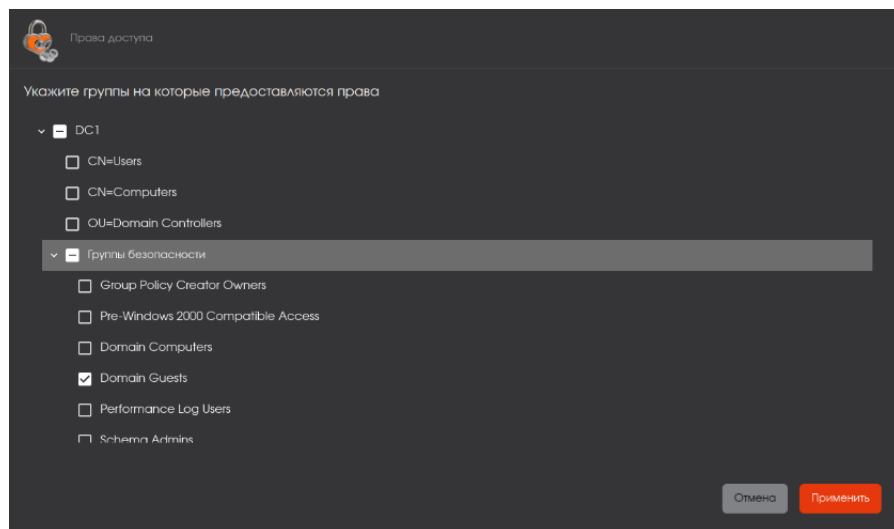 Права доступа
Укажите группы на которые предоставляются права
DC1
CN=Users
CN=Computers
OU=Domain Controllers
Группы безопасности
Group Policy Creator Owners
Pre-Windows 2000 Compatible Access
Domain Computers
Domain Guests
Performance Log Users
Schema Admins
Отмена
Применить